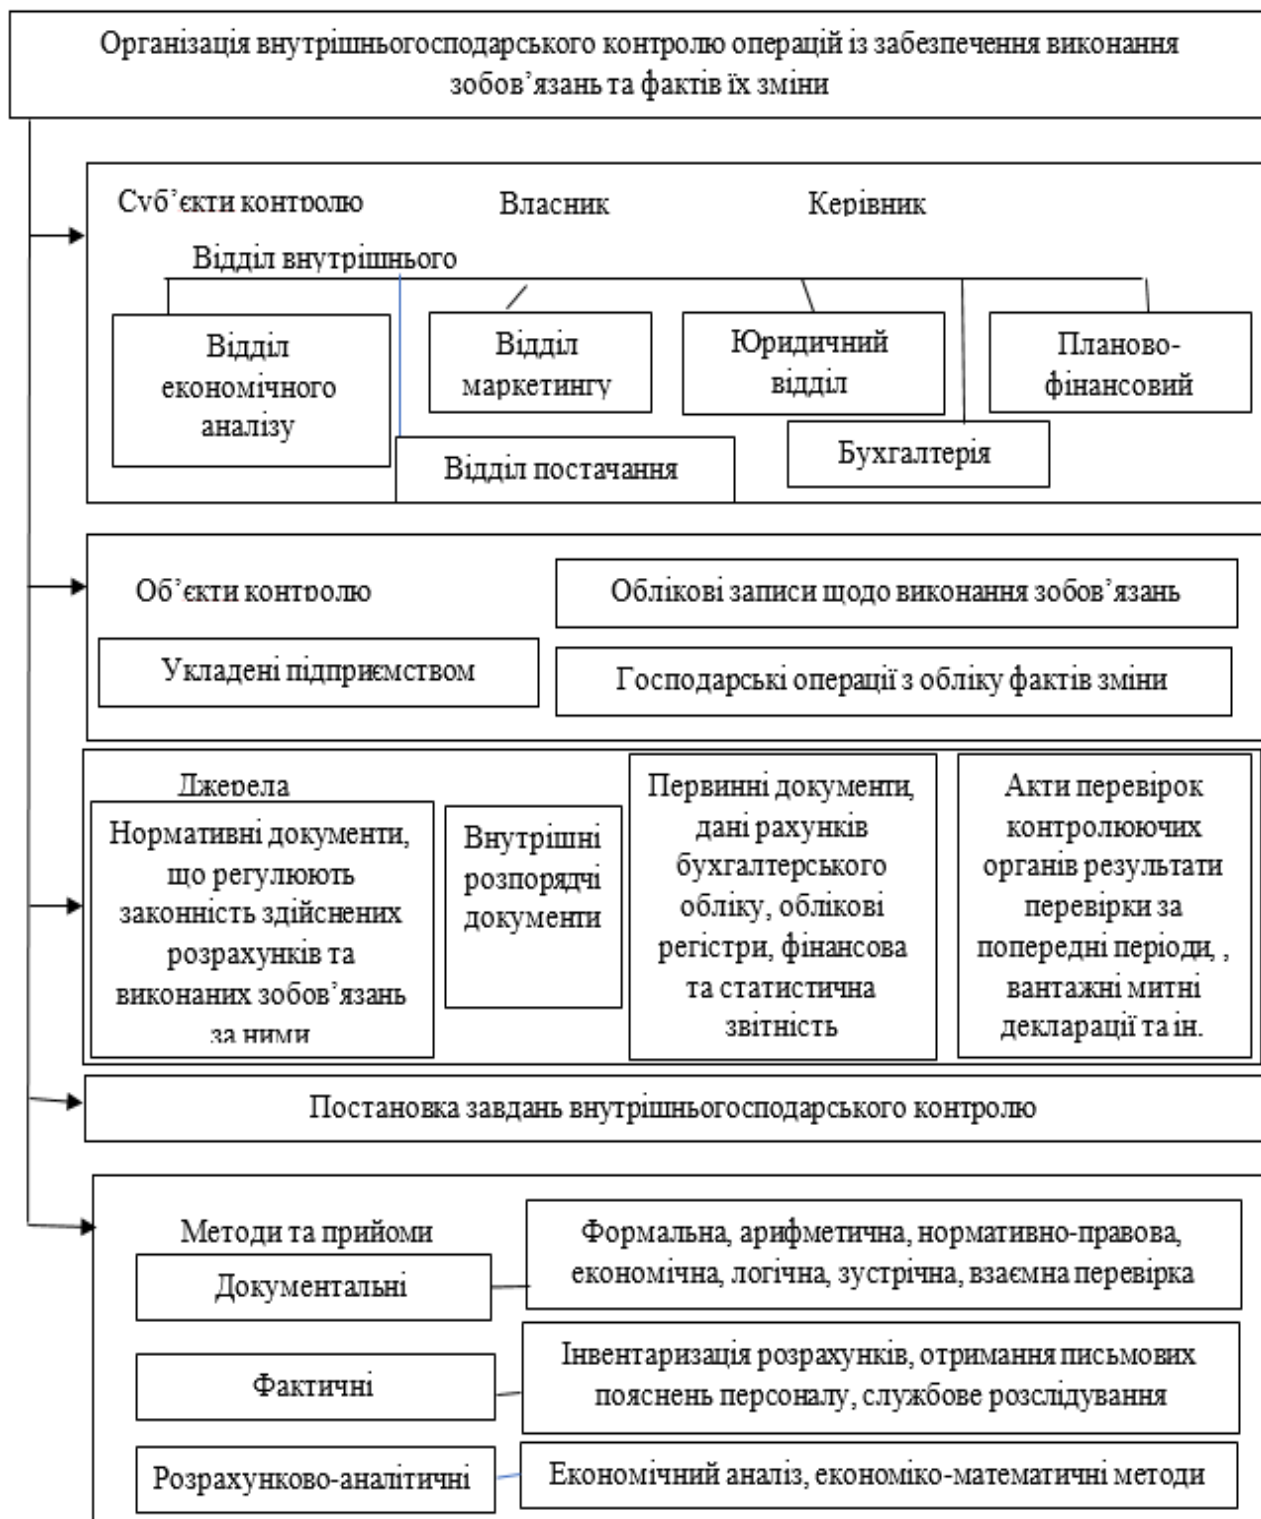 Організація внутрішньогосподарського контролю операцій із забезпечення виконання
зобов’язань та фактів їх зміни
Суб’єкти контролю
Власник
Керівник
Відділ внутрішнього
Відділ
економічного
аналізу
Відділ
маркетингу
Юридичний
відділ
Планово-
фінансовий
Відділ постачання
Бухгалтерія
Об’єкти контролю
Облікові записи щодо виконання зобов’язань
Укладені підприємством
Господарські операції з обліку фактів зміни
Джерела
Нормативні документи,
що регулюють
законність здійснених
розрахунків та
виконаних зобов’язань
за ними
Внутрішні
розпорядчі
документи
Первинні документи,
дані рахунків
бухгалтерського
обліку, облікові
регістри, фінансова
та статистична
звітність
Акти перевірок
контролюючих
органів результати
перевірки за
попередні періоди, ,
вантажні митні
декларації та ін.
Постановка завдань внутрішньогосподарського контролю
Методи та прийоми
Документальні
Формальна, арифметична, нормативно-правова,
економічна, логічна, зустрічна, взаємна перевірка
Фактичні
Інвентаризація розрахунків, отримання письмових
пояснень персоналу, службове розслідування
Розрахунково-аналітичні
Економічний аналіз, економіко-математичні методи